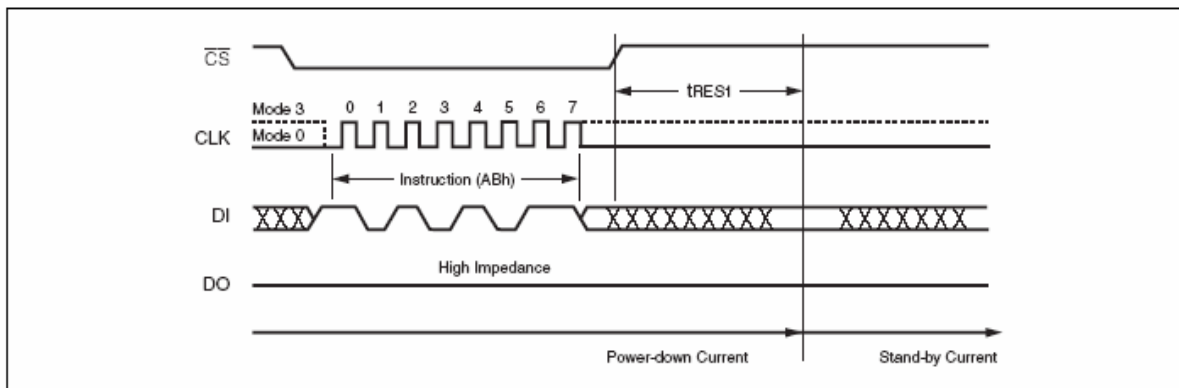 CS
tRES1
Mode 3 0 1 2 3 4 5 6 7
CLK Mode 0
Instruction (ABh)
DI
High Impedance
DO
Power-down Current Stand-by Current